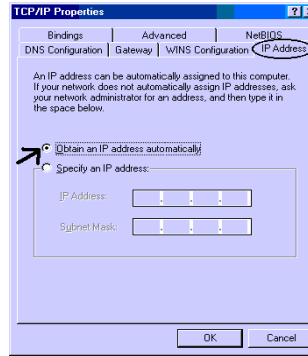 TCP/IP Properties
Bindings Advanced NetBIOS
DNS Configuration Gateway WINS Configuration IP Address
An IP address can be automatically assigned to this computer.
If your network does not automatically assign IP addresses, ask
your network administrator for an address, and then type it in
the space below.
Obtain an IP address automatically
Specify an IP address:
IP Address:
Subnet Mask:
OK Cancel